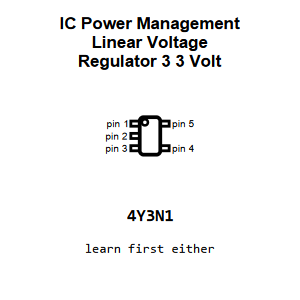 IC Power Management
Linear Voltage
Regulator 3 3 Volt
pin 1 pin 5
pin 2
pin 3 pin 4
4Y3N1
learn first either